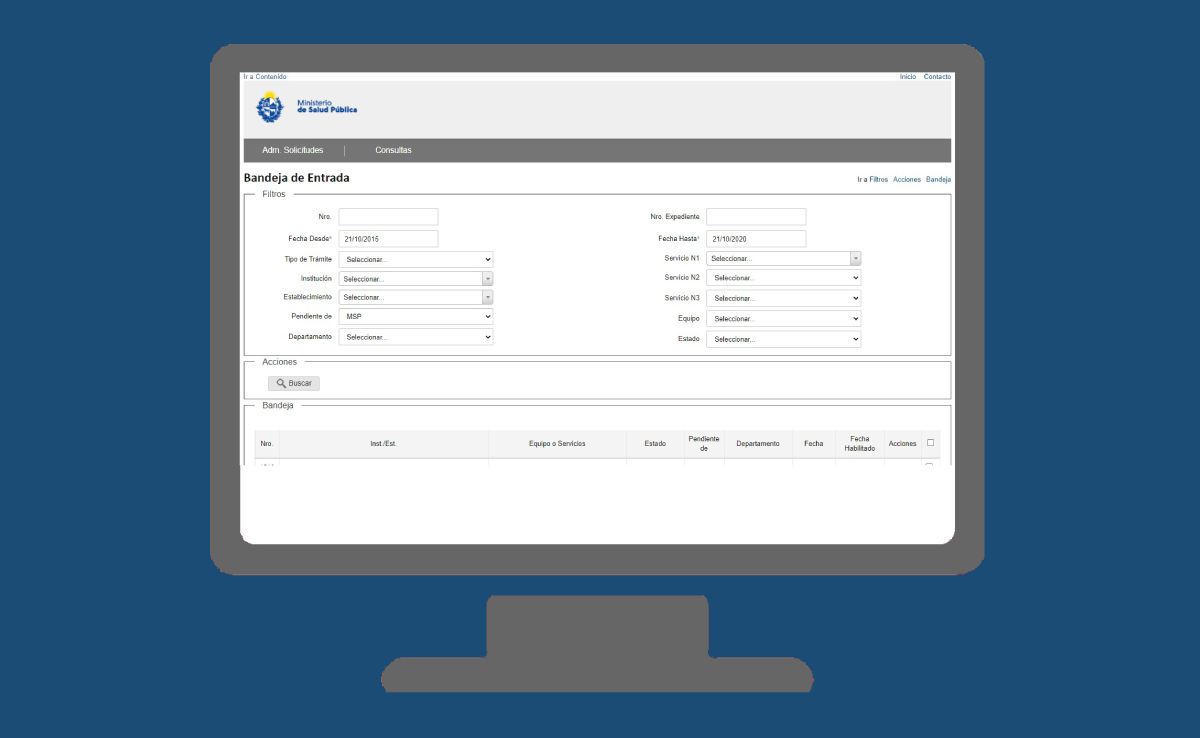 Ir a Contenido
Inicio Contacto
Ministerio
de Salud Pública
Adm. Solicitudes | Consultas
Bandeja de Entrada
Ir a Filtros Acciones Bandeja
Filtros
Nro.
Nro. Expediente
Fecha Desde* 21/10/2015
Fecha Hasta* 21/10/2020
Tipo de Trámite Seleccionar...
Servicio N1 Seleccionar...
Institución Seleccionar...
Servicio N2 Seleccionar...
Establecimiento Seleccionar...
Servicio N3 Seleccionar...
Pendiente de MSP
Equipo Seleccionar...
Departamento Seleccionar...
Estado Seleccionar...
Acciones
Buscar
Bandeja
Nro. Inst./Est. Equipo o Servicios Estado Pendiente de Departamento Fecha Fecha Habilitado Acciones